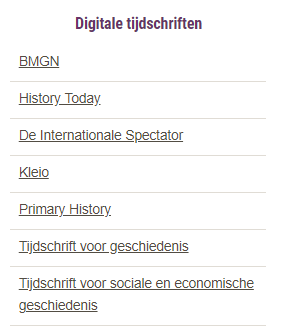 Digitale tijdschriften
BMGN
History Today
De Internationale Spectator
Kleio
Primary History
Tijdschrift voor geschiedenis
Tijdschrift voor sociale en economische
geschiedenis